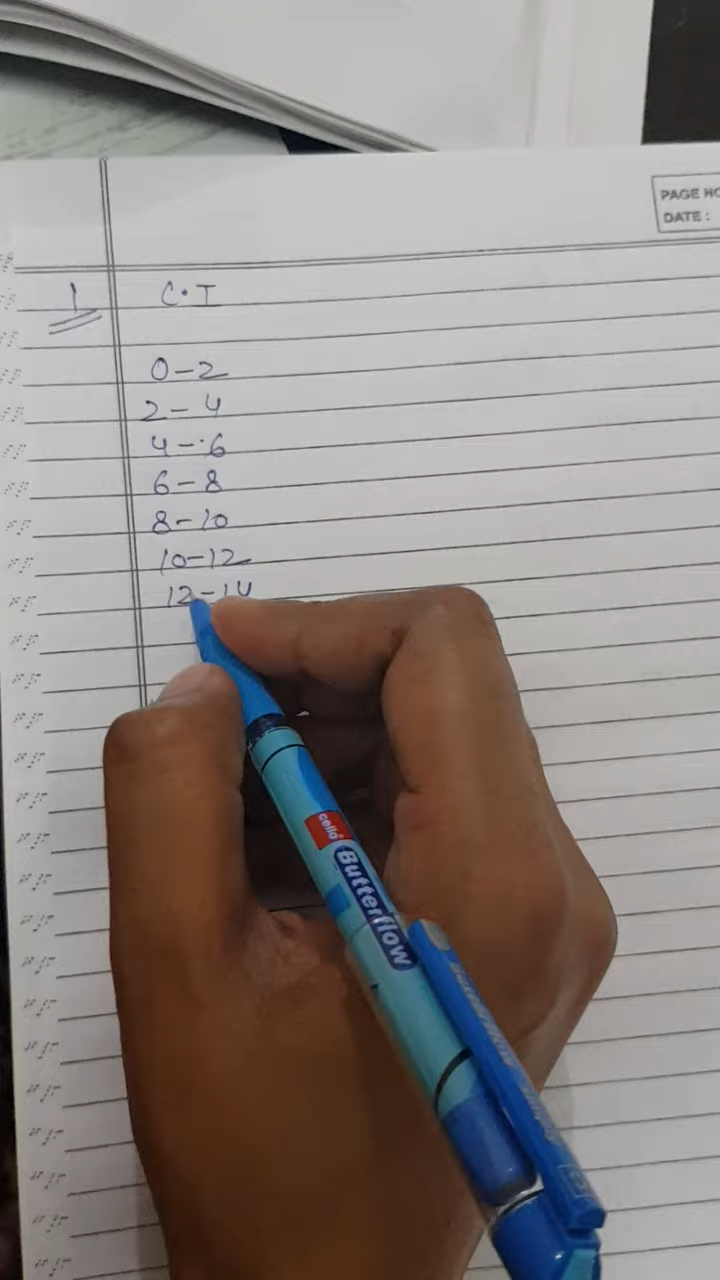 PAGE NO
DATE :
1 C.I
0-2
2-4
4-6
6-8
8-10
10-12
12-14
cello
Butterflow